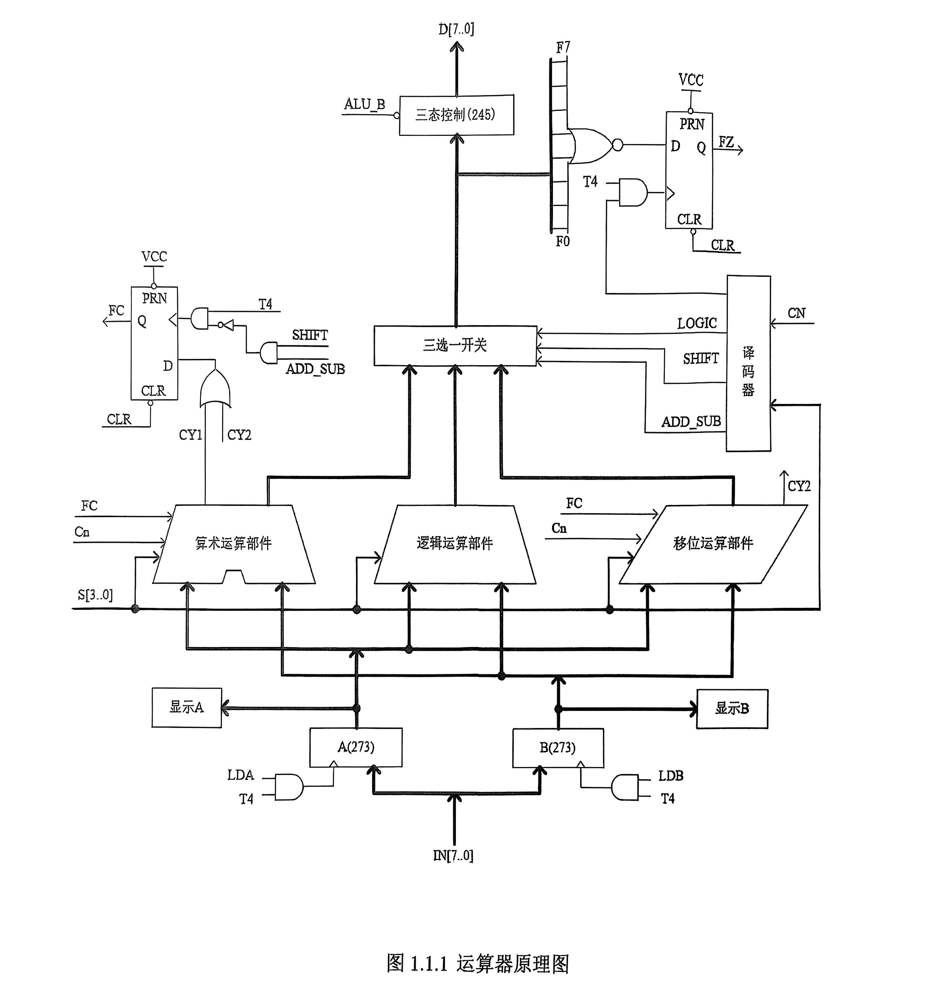 D[7..0]
F7
VCC
ALU_B
三态控制(245)
PRN
D
Q
FZ
T4
CLR
F0
CLR
VCC
PRN
FC
Q
T4
SHIFT
D
ADD_SUB
CLR
CLR
CY1
CY2
三选一开关
LOGIC
CN
SHIFT
译码器
ADD_SUB
CY2
FC
FC
Cn
Cn
算术运算部件
逻辑运算部件
移位运算部件
S[3..0]
显示A
显示B
A(273)
B(273)
LDA
T4
LDB
T4
IN[7..0]
图 1.1.1 运算器原理图